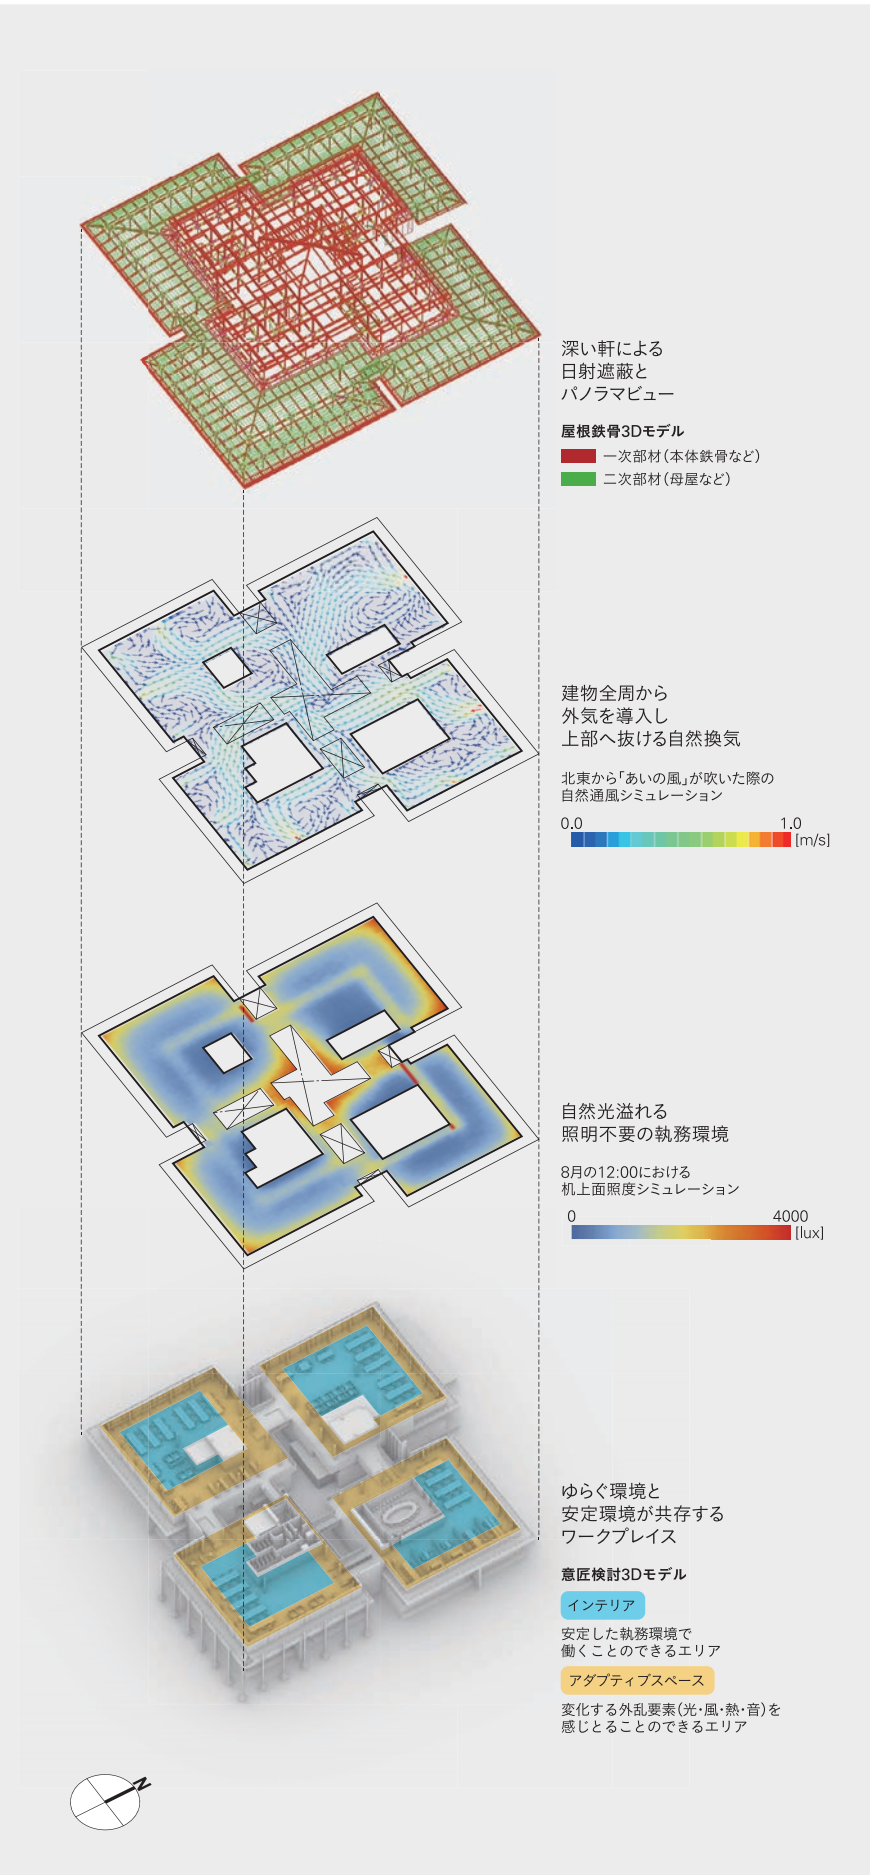 深い軒による
日射遮蔽と
パノラマビュー
屋根鉄骨3Dモデル
一次部材(本体鉄骨など)
二次部材(母屋など)
建物全周から
外気を導入し
上部へ抜ける自然換気
北東から「あいの風」が吹いた際の
自然通風シミュレーション
0.0 1.0
[m/s]
自然光溢れる
照明不要の執務環境
8月の12:00における
机上面照度シミュレーション
0 4000
[lux]
ゆらぐ環境と
安定環境が共存する
ワークプレイス
意匠検討3Dモデル
インテリア
安定した執務環境で
働くことのできるエリア
アダプティブスペース
変化する外乱要素(光・風・熱・音)を
感じとることのできるエリア
N